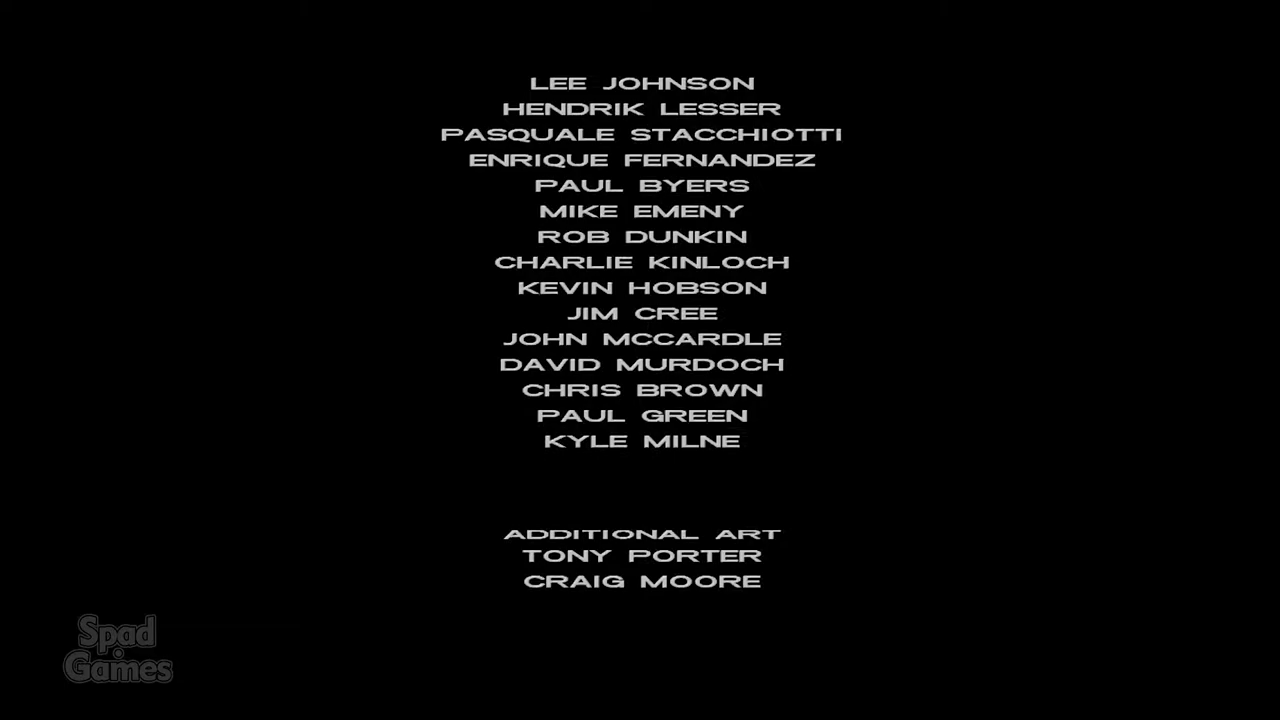 LEE JOHNSON
HENDRIK LESSER
PASQUALE STACCHIOTTI
ENRIQUE FERNANDEZ
PAUL BYERS
MIKE EMENY
ROB DUNKIN
CHARLIE KINLOCH
KEVIN HOBSON
JIM CREE
JOHN MCCARDLE
DAVID MURDOCH
CHRIS BROWN
PAUL GREEN
KYLE MILNE
ADDITIONAL ART
TONY PORTER
CRAIG MOORE
Spad
Games